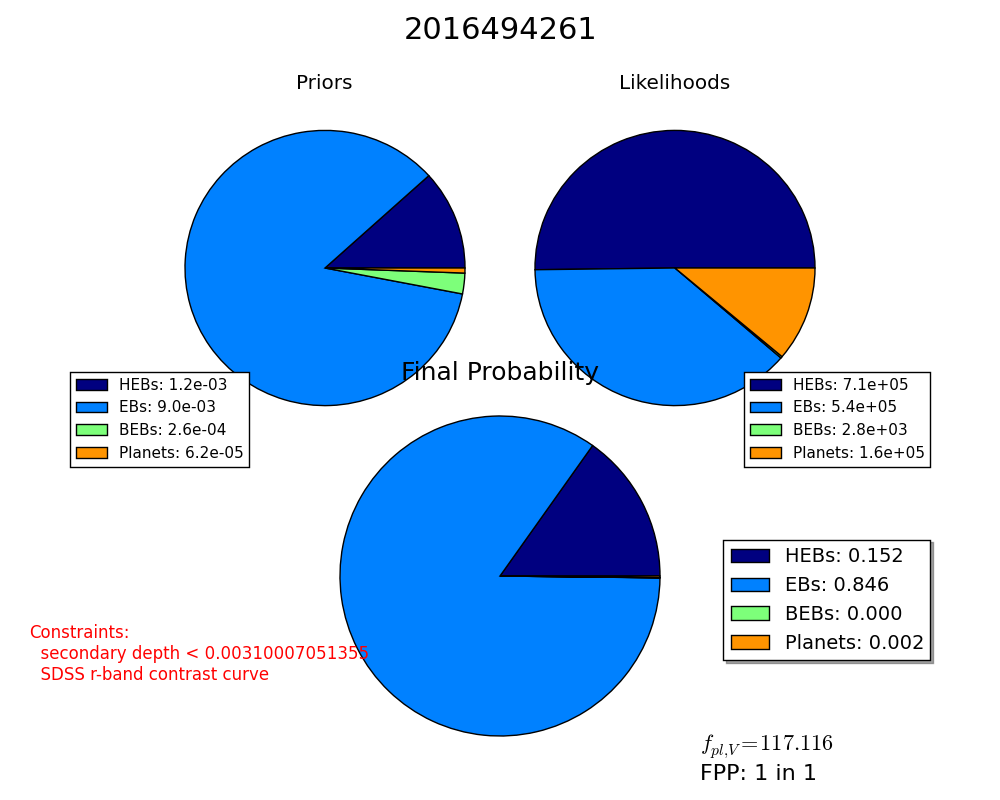 2016494261
Priors
Likelihoods
HEBs: 1.2e-03
EBs: 9.0e-03
BEBs: 2.6e-04
Planets: 6.2e-05
HEBs: 7.1e+05
EBs: 5.4e+05
BEBs: 2.8e+03
Planets: 1.6e+05
Final Probability
HEBs: 0.152
EBs: 0.846
BEBs: 0.000
Planets: 0.002
Constraints:
secondary depth < 0.00310007051355
SDSS r-band contrast curve
f_{pl,V}=117.116
FPP: 1 in 1